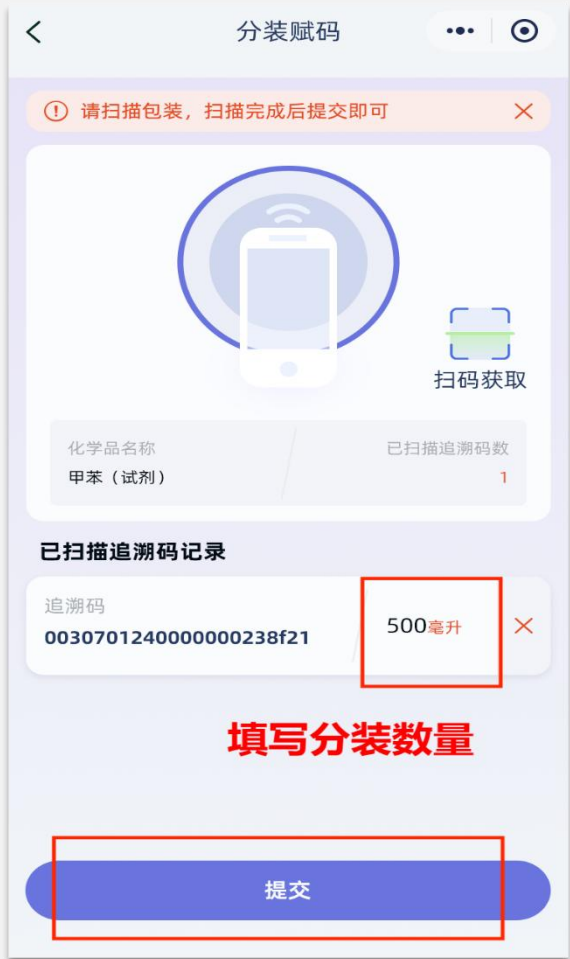 分装赋码
请扫描包装，扫描完成后提交即可
扫码获取
化学品名称
已扫描追溯码数
甲苯（试剂）
1
已扫描追溯码记录
追溯码
0030701240000000238f21
500毫升
填写分装数量
提交